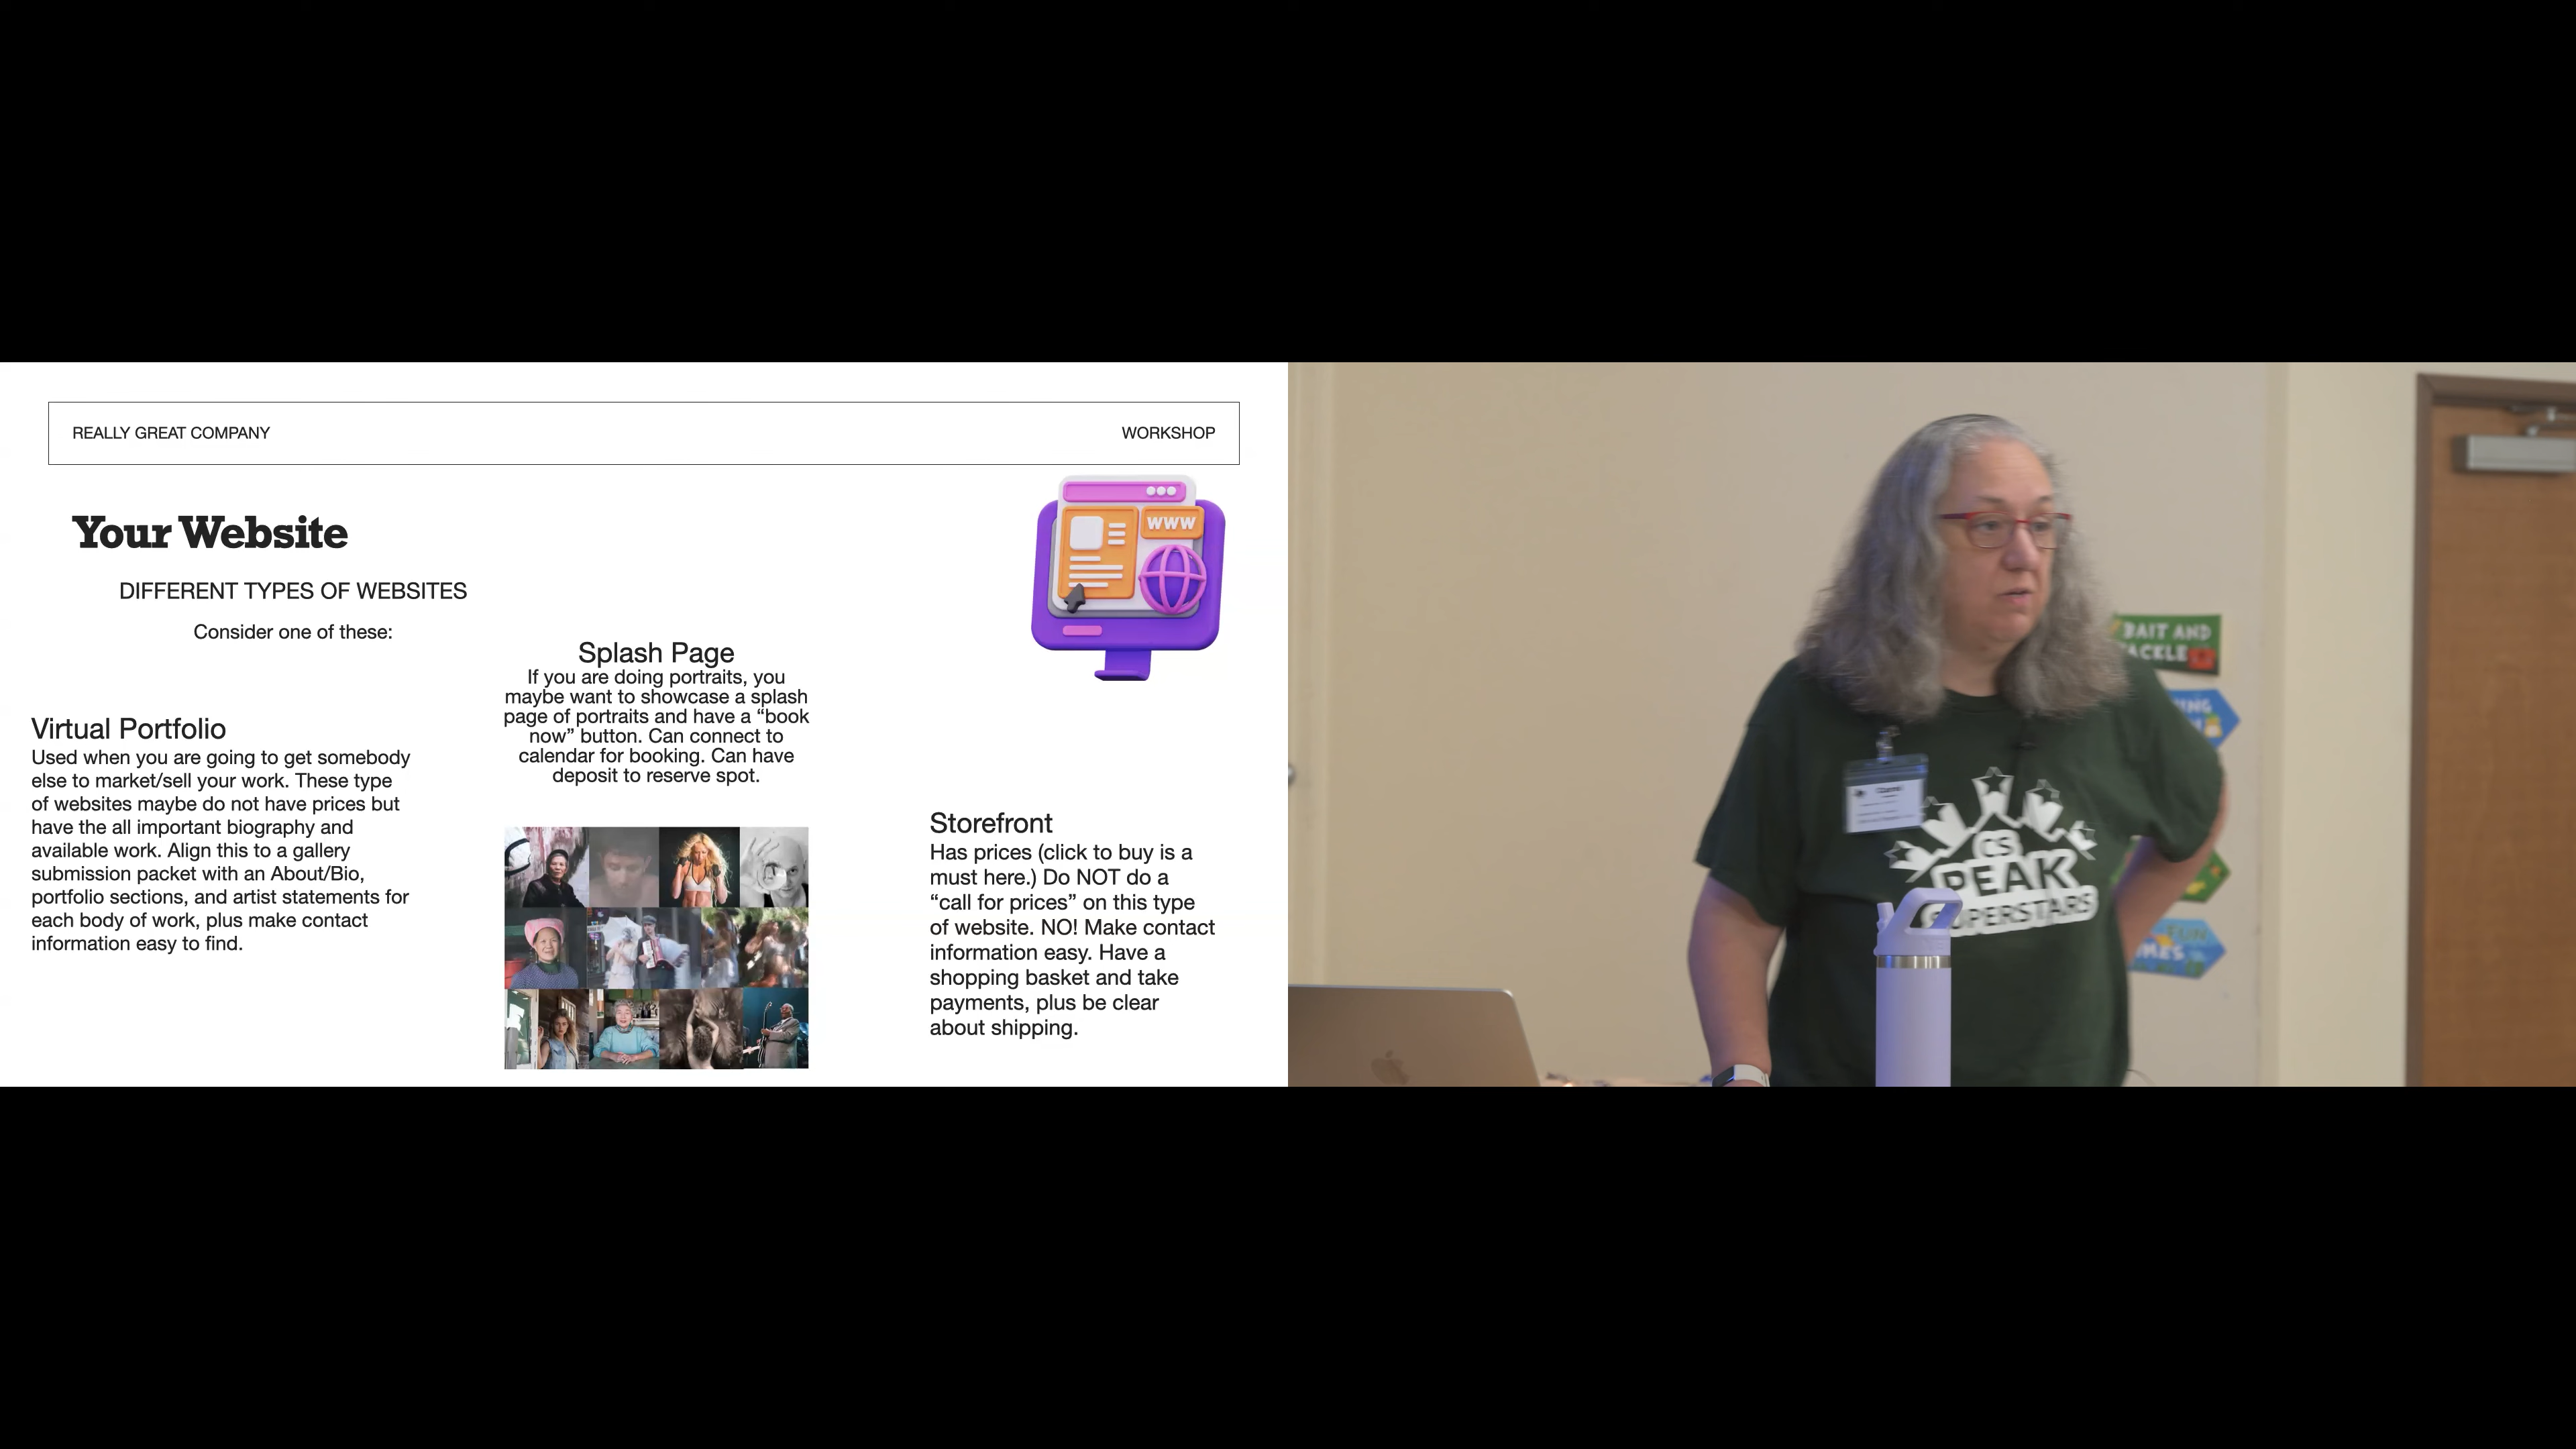 REALLY GREAT COMPANY
WORKSHOP
Your Website
DIFFERENT TYPES OF WEBSITES
Consider one of these:
Virtual Portfolio
Used when you are going to get somebody
else to market/sell your work. These type
of websites maybe do not have prices but
have the all important biography and
available work. Align this to a gallery
submission packet with an About/Bio,
portfolio sections, and artist statements for
each body of work, plus make contact
information easy to find.
Splash Page
If you are doing portraits, you
maybe want to showcase a splash
page of portraits and have a “book
now” button. Can connect to
calendar for booking. Can have
deposit to reserve spot.
WWW
Storefront
Has prices (click to buy is a
must here.) Do NOT do a
“call for prices” on this type
of website. NO! Make contact
information easy. Have a
shopping basket and take
payments, plus be clear
about shipping.
BAIT AND
CS
PEAK
SUPERSTARS
FUN